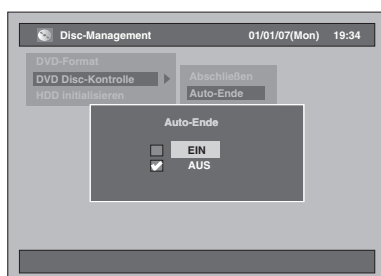 Disc-Management 01/01/07(Mon) 19:34
DVD-Format
DVD Disc-Kontrolle
Abschließen
HDD initialisieren
Auto-Ende
Auto-Ende
EIN
AUS